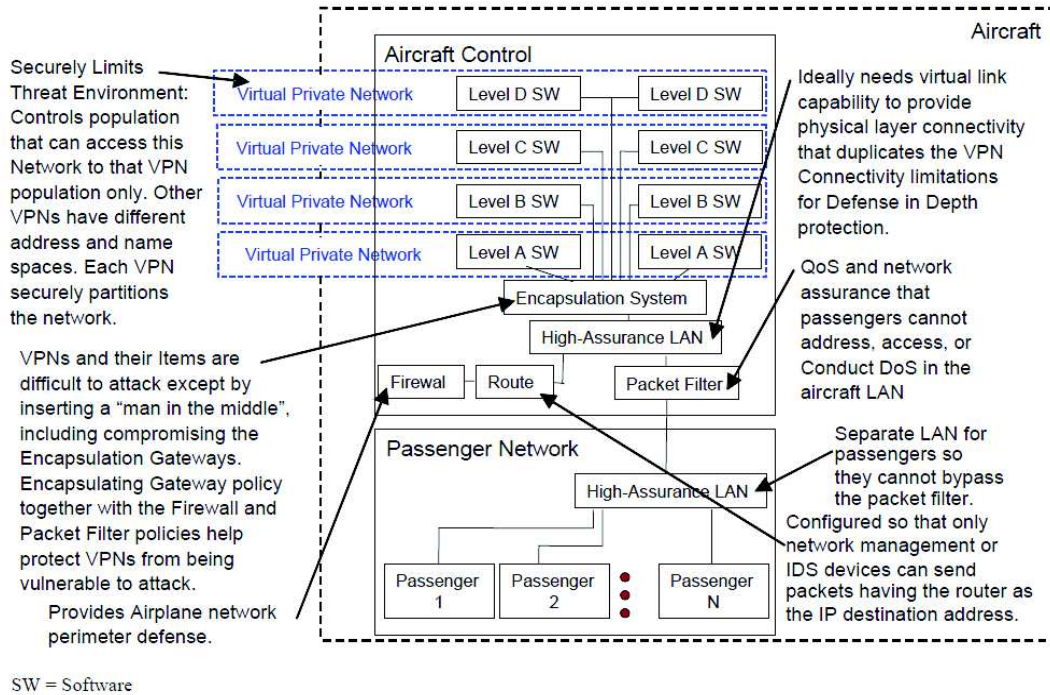 Aircraft
Aircraft Control
Securely Limits
Threat Environment:
Controls population
that can access this
Network to that VPN
population only. Other
VPNs have different
address and name
spaces. Each VPN
securely partitions
the network.
Virtual Private Network
Level D SW
Level D SW
Virtual Private Network
Level C SW
Level C SW
Virtual Private Network
Level B SW
Level B SW
Virtual Private Network
Level A SW
Level A SW
Encapsulation System
High-Assurance LAN
Firewal
Route
Packet Filter
Ideally needs virtual link
capability to provide
physical layer connectivity
that duplicates the VPN
Connectivity limitations
for Defense in Depth
protection.
QoS and network
assurance that
passengers cannot
address, access, or
Conduct DoS in the
aircraft LAN
VPNs and their Items are
difficult to attack except by
inserting a “man in the middle”,
including compromising the
Encapsulation Gateways.
Encapsulating Gateway policy
together with the Firewall and
Packet Filter policies help
protect VPNs from being
vulnerable to attack.
Provides Airplane network
perimeter defense.
Passenger Network
High-Assurance LAN
Passenger
1
Passenger
2
Passenger
N
Separate LAN for
passengers so
they cannot bypass
the packet filter.
Configured so that only
network management or
IDS devices can send
packets having the router as
the IP destination address.
SW = Software